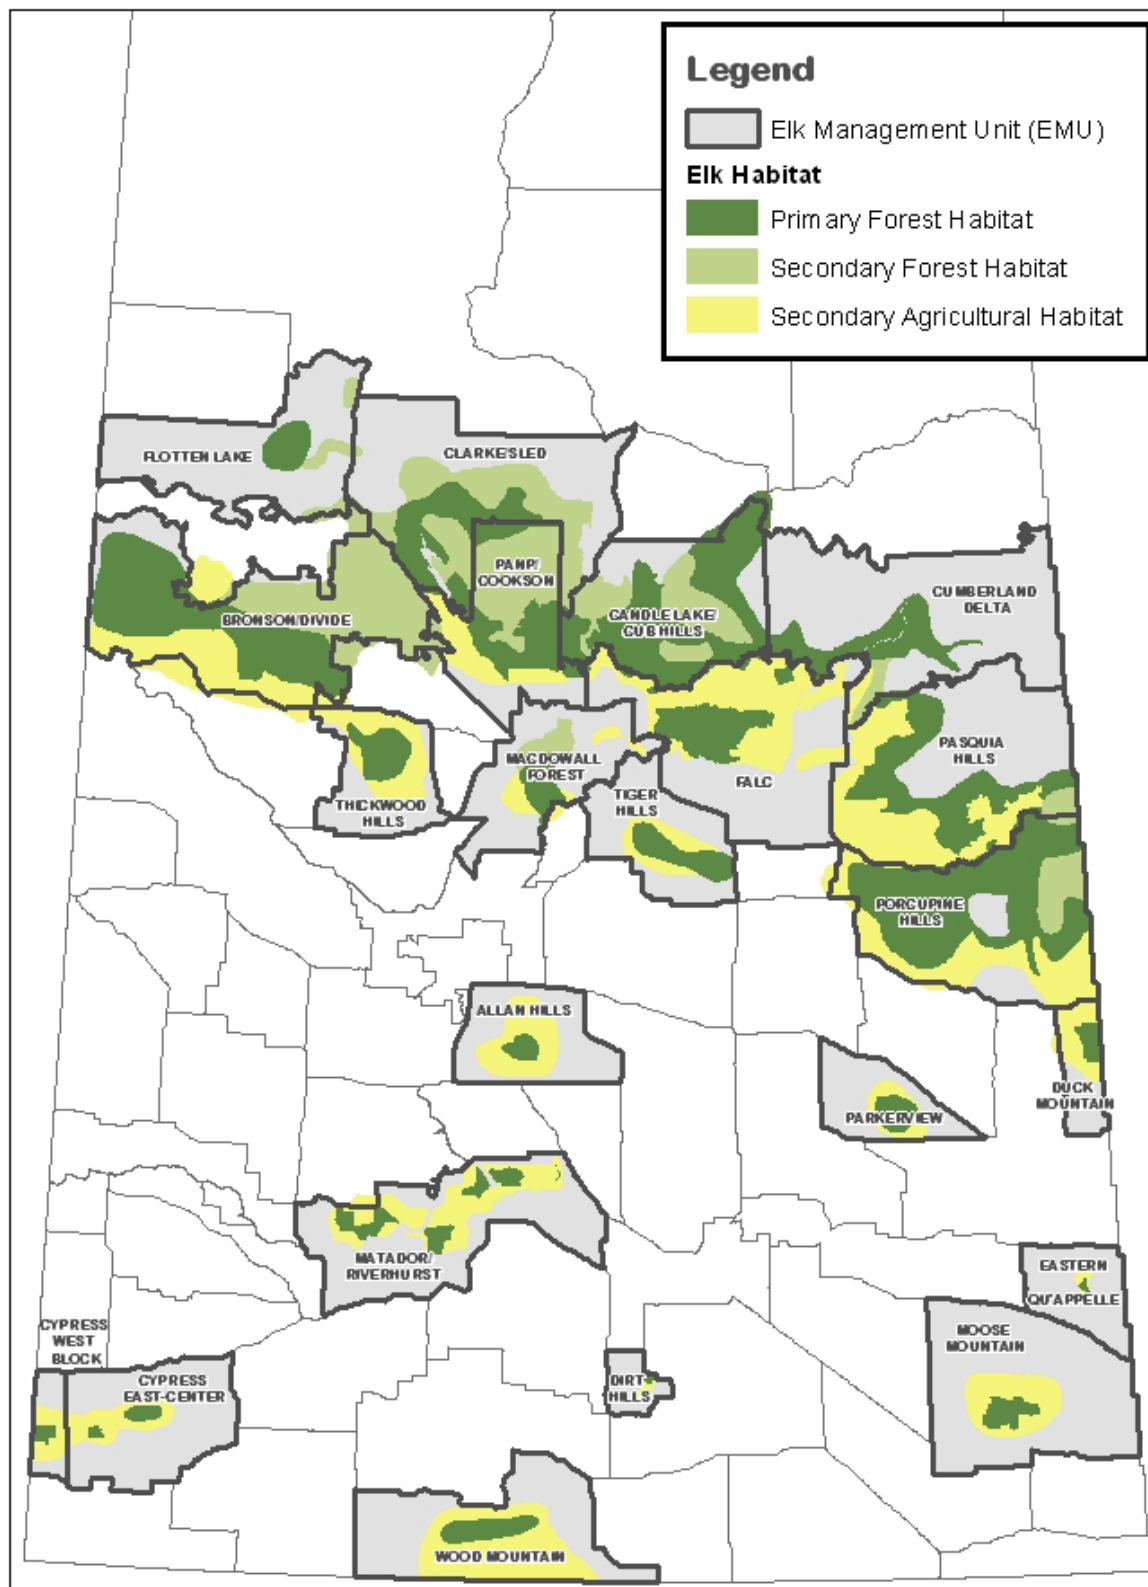 Legend
Elk Management Unit (EMU)
Elk Habitat
Primary Forest Habitat
Secondary Forest Habitat
Secondary Agricultural Habitat
FLOTTEN LAKE
CLARKE/SLED
PANP/
COOKSON
BRONSON/DIVIDE
CANDLE LAKE/
CUB HILLS
CUMBERLAND
DELTA
PASQUIA
HILLS
MACDOWALL
FOREST
FALC
TIGER
HILLS
THICKWOOD
HILLS
PORCUPINE
HILLS
ALLAN HILLS
DUCK
MOUNTAIN
PARKERVIEW
MATADOR/
RIVERHURST
EASTERN
QU'APPELLE
CYPRESS
WEST
BLOCK
MOOSE
MOUNTAIN
CYPRESS
EAST-CENTER
DIRT
HILLS
WOOD MOUNTAIN